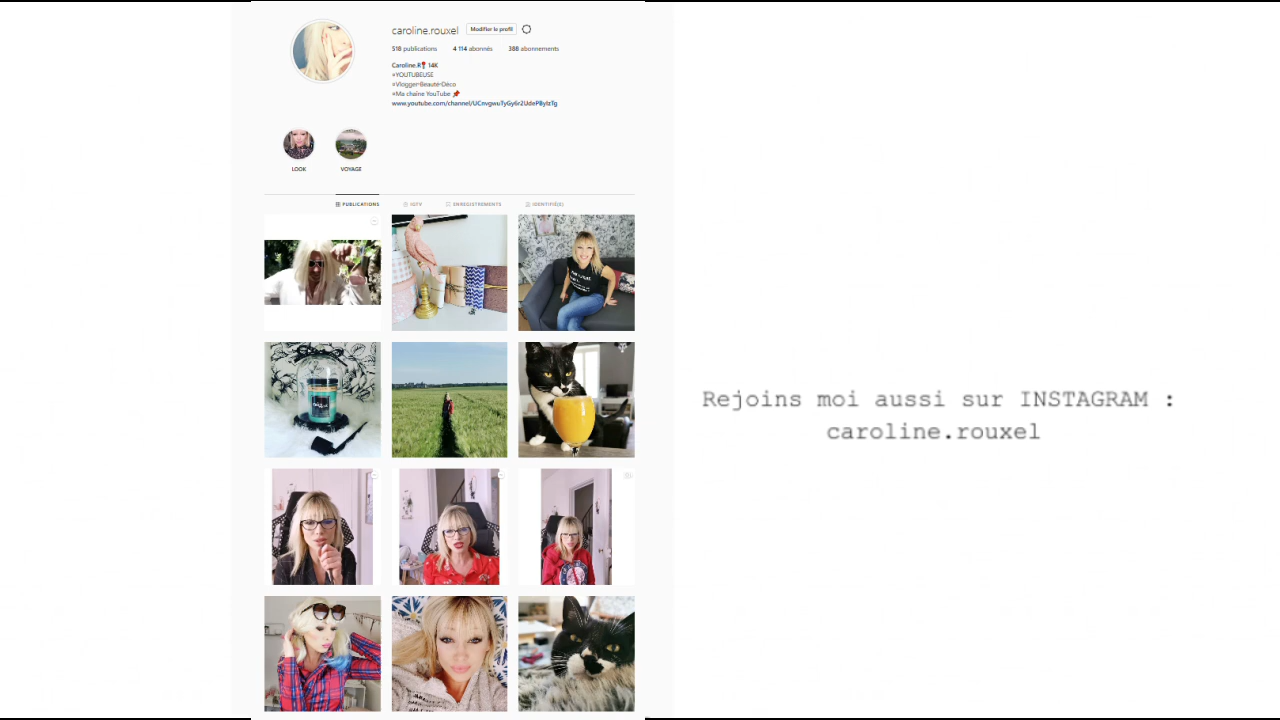 caroline.rouxel Modifier le profil
518 publications 4 114 abonnés 388 abonnements
Caroline.R🎈 14K
¤YOUTUBEUSE
¤Vlogger-Beauté-Déco
¤Ma chaine YouTube 📌
LOOK VOYAGE
PUBLICATIONS IGTV ENREGISTREMENTS IDENTIFIÉ(E)
Rejoins moi aussi sur INSTAGRAM :
caroline.rouxel